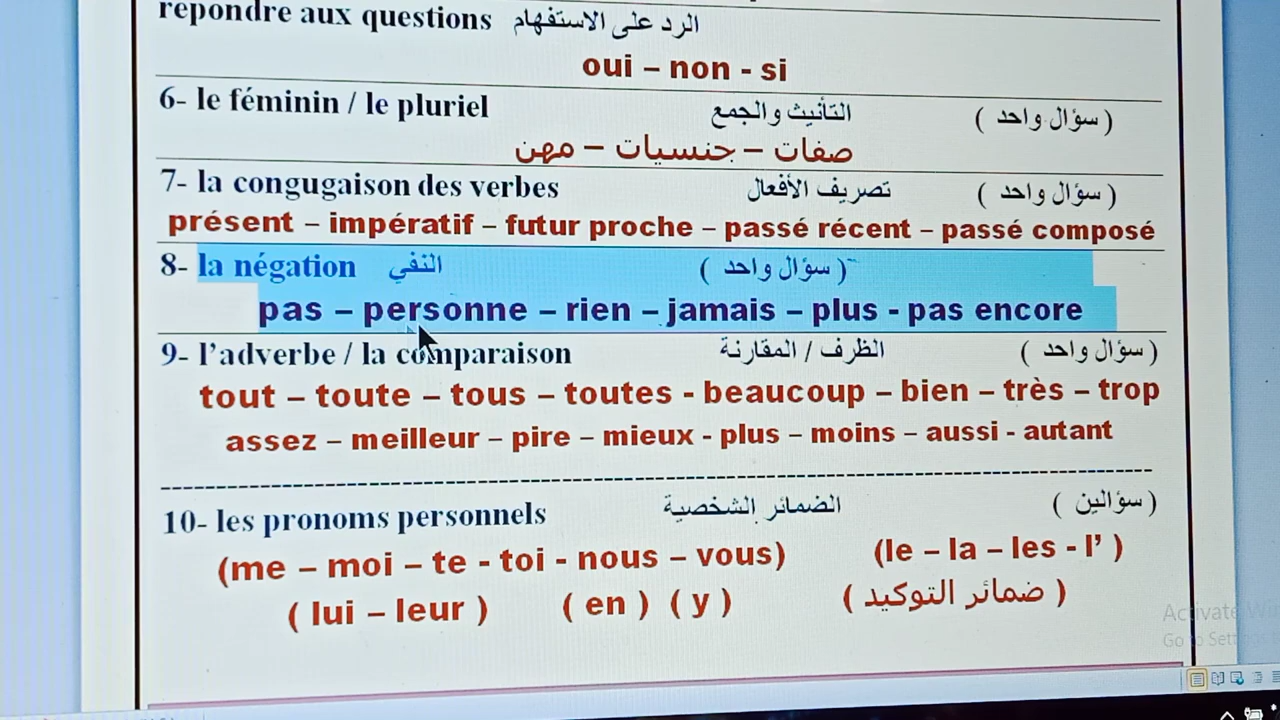 repondre aux questions الرد على الاستفهام
oui – non - si
6- le féminin / le pluriel التأنيث والجمع ( سؤال واحد )
صفات – جنسيات – مهن
7- la congugaison des verbes تصريف الأفعال ( سؤال واحد )
présent – impératif – futur proche – passé récent – passé composé
8- la négation النفي ( سؤال واحد )
pas – personne – rien – jamais – plus - pas encore
9- l’adverbe / la comparaison الظرف / المقارنة ( سؤال واحد )
tout – toute – tous – toutes - beaucoup – bien – très – trop
assez – meilleur – pire – mieux - plus – moins – aussi - autant
10- les pronoms personnels الضمائر الشخصية ( سؤالين )
(me – moi – te - toi - nous – vous) (le – la – les - l’ )
( lui – leur ) ( en ) ( y ) ( ضمائر التوكيد )
Activate
Go to